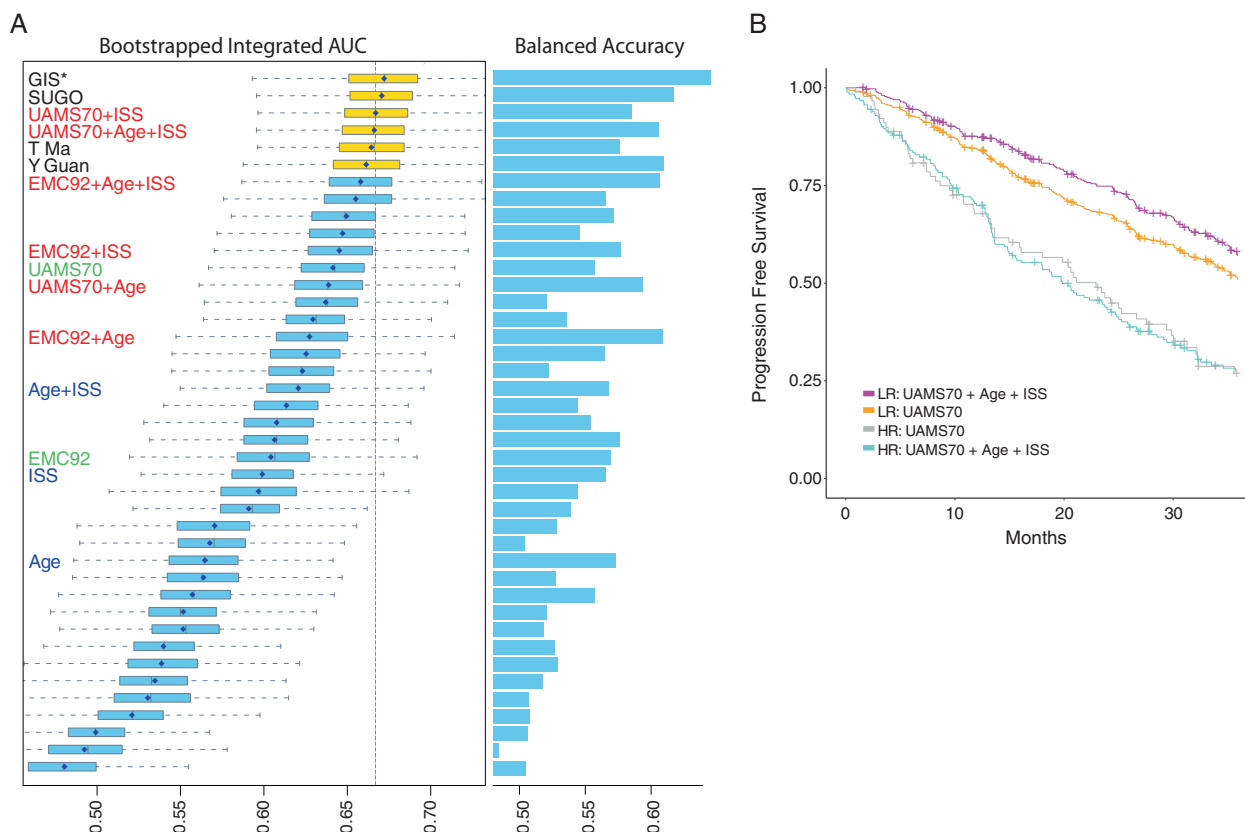 A
Bootstrapped Integrated AUC
Balanced Accuracy
GIS*
SUGO
UAMS70+ISS
UAMS70+Age+ISS
T Ma
Y Guan
EMC92+Age+ISS
EMC92+ISS
UAMS70
UAMS70+Age
EMC92+Age
Age+ISS
EMC92
ISS
Age
0.50
0.55
0.60
0.65
0.70
0.50
0.55
0.60
B
Progression Free Survival
1.00
0.75
0.50
0.25
0.00
LR: UAMS70 + Age + ISS
LR: UAMS70
HR: UAMS70
HR: UAMS70 + Age + ISS
0
10
20
30
Months